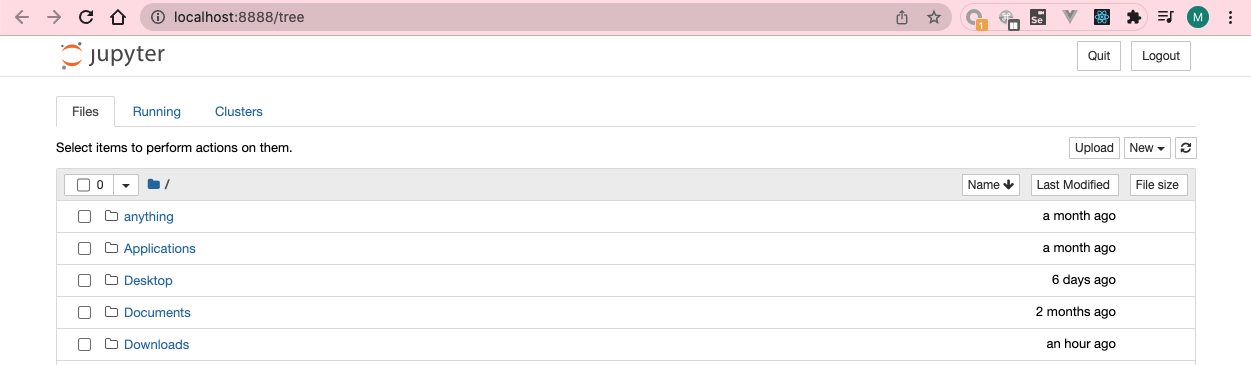 localhost:8888/tree
1
Se
M
jupyter
Quit
Logout
Files
Running
Clusters
Select items to perform actions on them.
Upload
New
0
/
Name
Last Modified
File size
anything
a month ago
Applications
a month ago
Desktop
6 days ago
Documents
2 months ago
Downloads
an hour ago